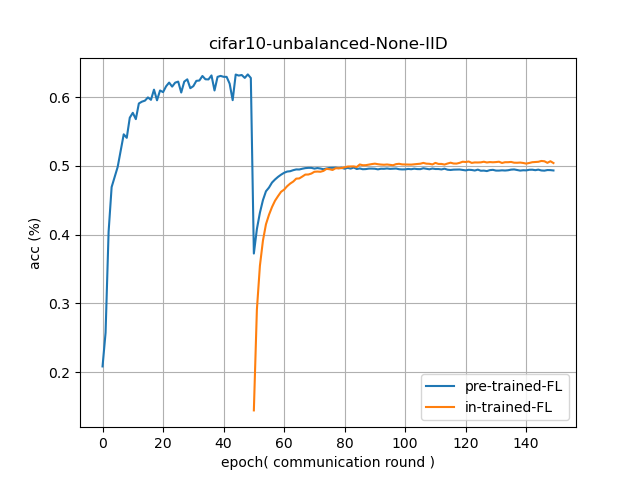 cifar10-unbalanced-None-IID
acc (%)
0.6
0.5
0.4
0.3
0.2
0 20 40 60 80 100 120 140
epoch( communication round )
pre-trained-FL
in-trained-FL